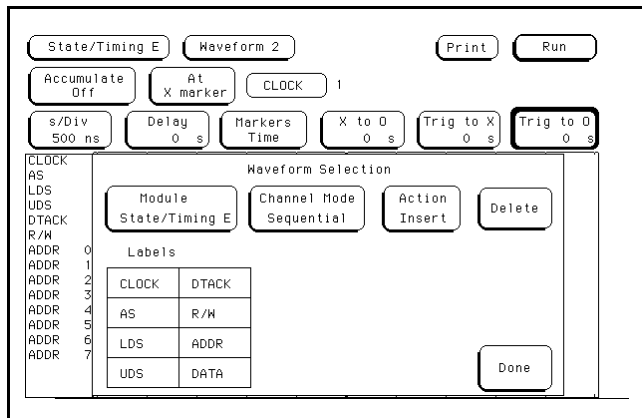 State/Timing E Waveform 2 Print Run
Accumulate Off At X marker CLOCK 1
s/Div 500 ns Delay 0 s Markers Time X to O 0 s Trig to X 0 s Trig to O 0 s
CLOCK
AS
LDS
UDS
DTACK
R/W
ADDR 0
ADDR 1
ADDR 2
ADDR 3
ADDR 4
ADDR 5
ADDR 6
ADDR 7
Waveform Selection
Module State/Timing E Channel Mode Sequential Action Insert Delete
Labels
CLOCK DTACK
AS R/W
LDS ADDR
UDS DATA
Done